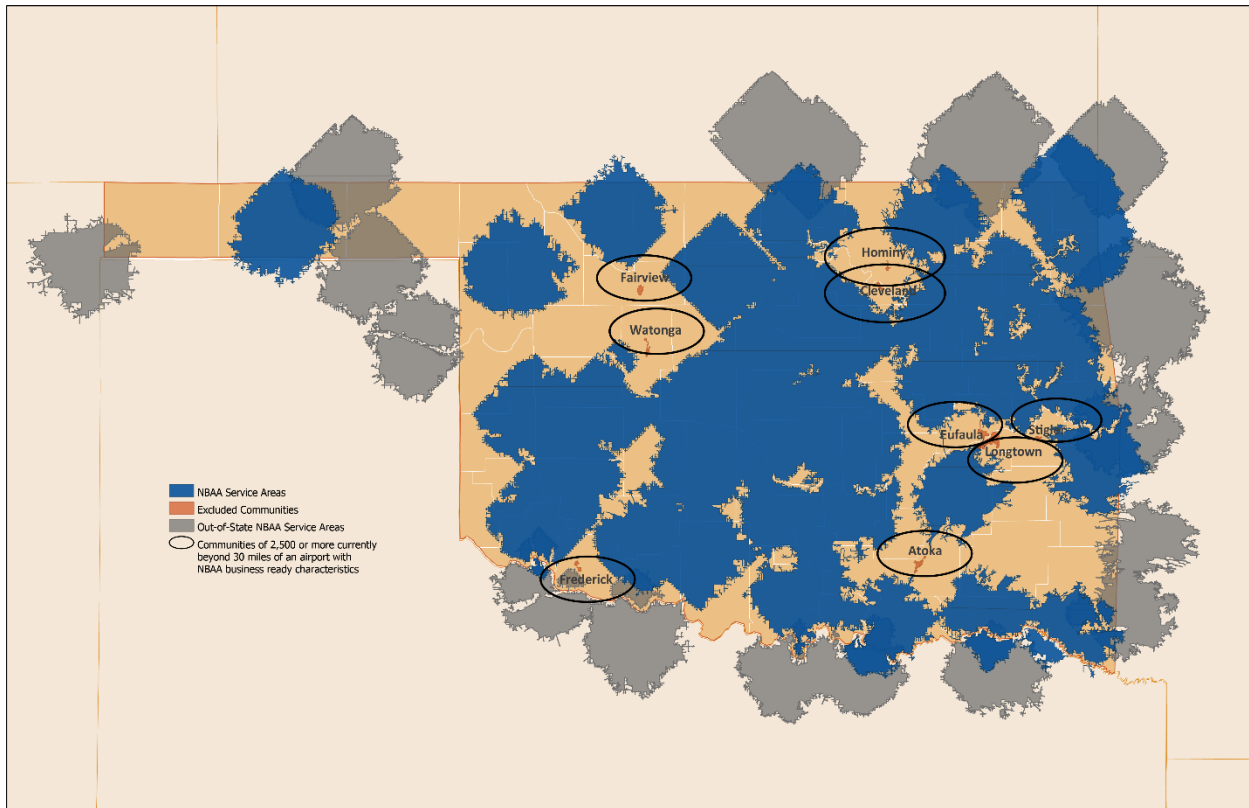 Hominy
Fairview
Cleveland
Watonga
Eufaula
Stigler
Longtown
Atoka
Frederick
NBAA Service Areas
Excluded Communities
Out-of-State NBAA Service Areas
Communities of 2,500 or more currently
beyond 30 miles of an airport with
NBAA business ready characteristics